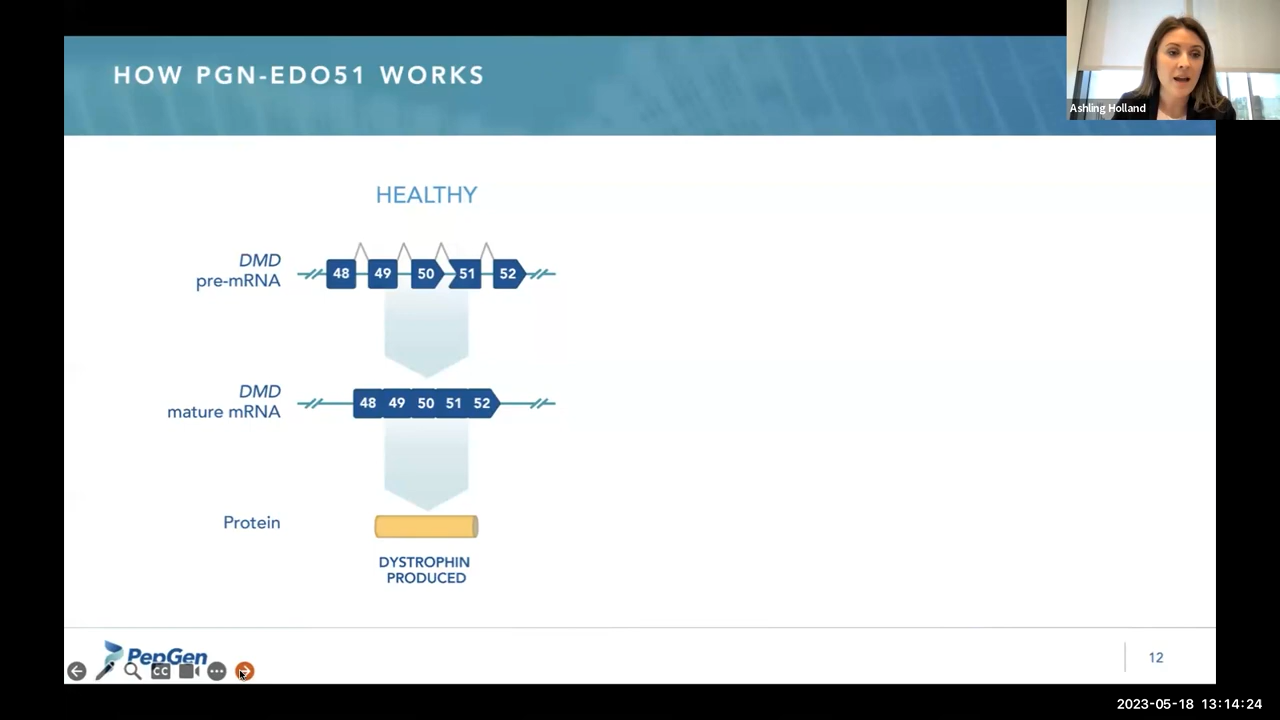 HOW PGN-EDO51 WORKS
Ashling Holland
HEALTHY
DMD
pre-mRNA
48 49 50 51 52
DMD
mature mRNA
48 49 50 51 52
Protein
DYSTROPHIN
PRODUCED
PepGen
CC
12
2023-05-18 13:14:24